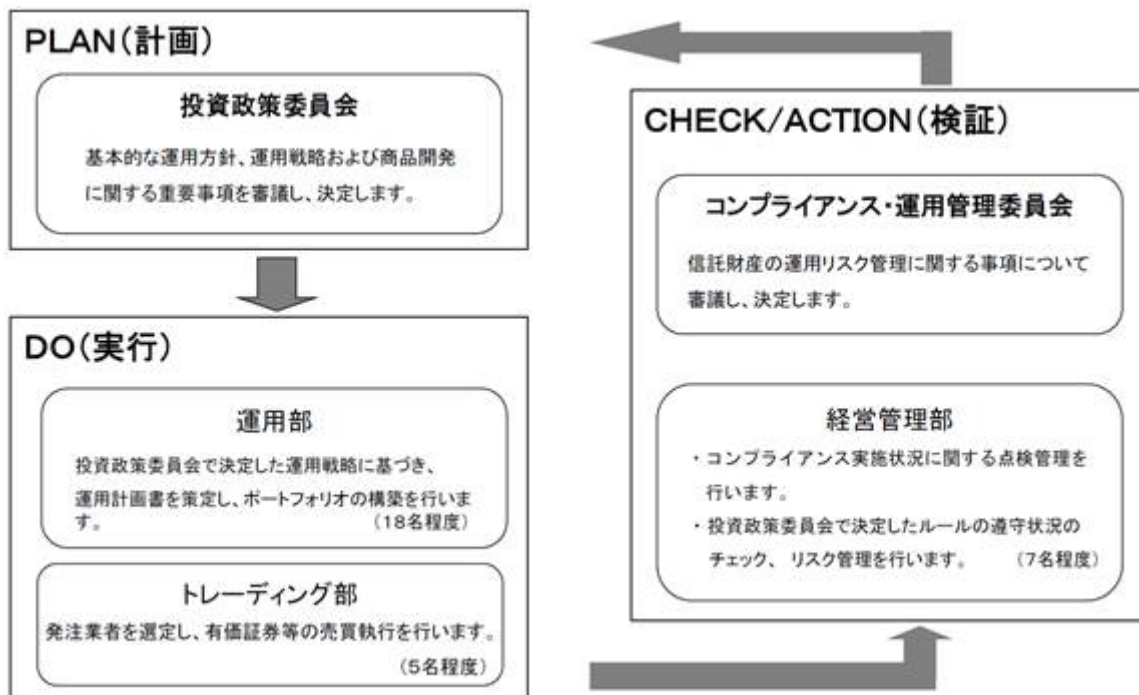 PLAN(計画)
投資政策委員会
基本的な運用方針、運用戦略および商品開発
に関する重要事項を審議し、決定します。
DO(実行)
運用部
投資政策委員会で決定した運用戦略に基づき、
運用計画書を策定し、ポートフォリオの構築を行いま
す。 (18名程度)
トレーディング部
発注業者を選定し、有価証券等の売買執行を行います。
(5名程度)
CHECK/ACTION(検証)
コンプライアンス・運用管理委員会
信託財産の運用リスク管理に関する事項について
審議し、決定します。
経営管理部
・コンプライアンス実施状況に関する点検管理を
行います。
・投資政策委員会で決定したルールの遵守状況の
チェック、 リスク管理を行います。 (7名程度)